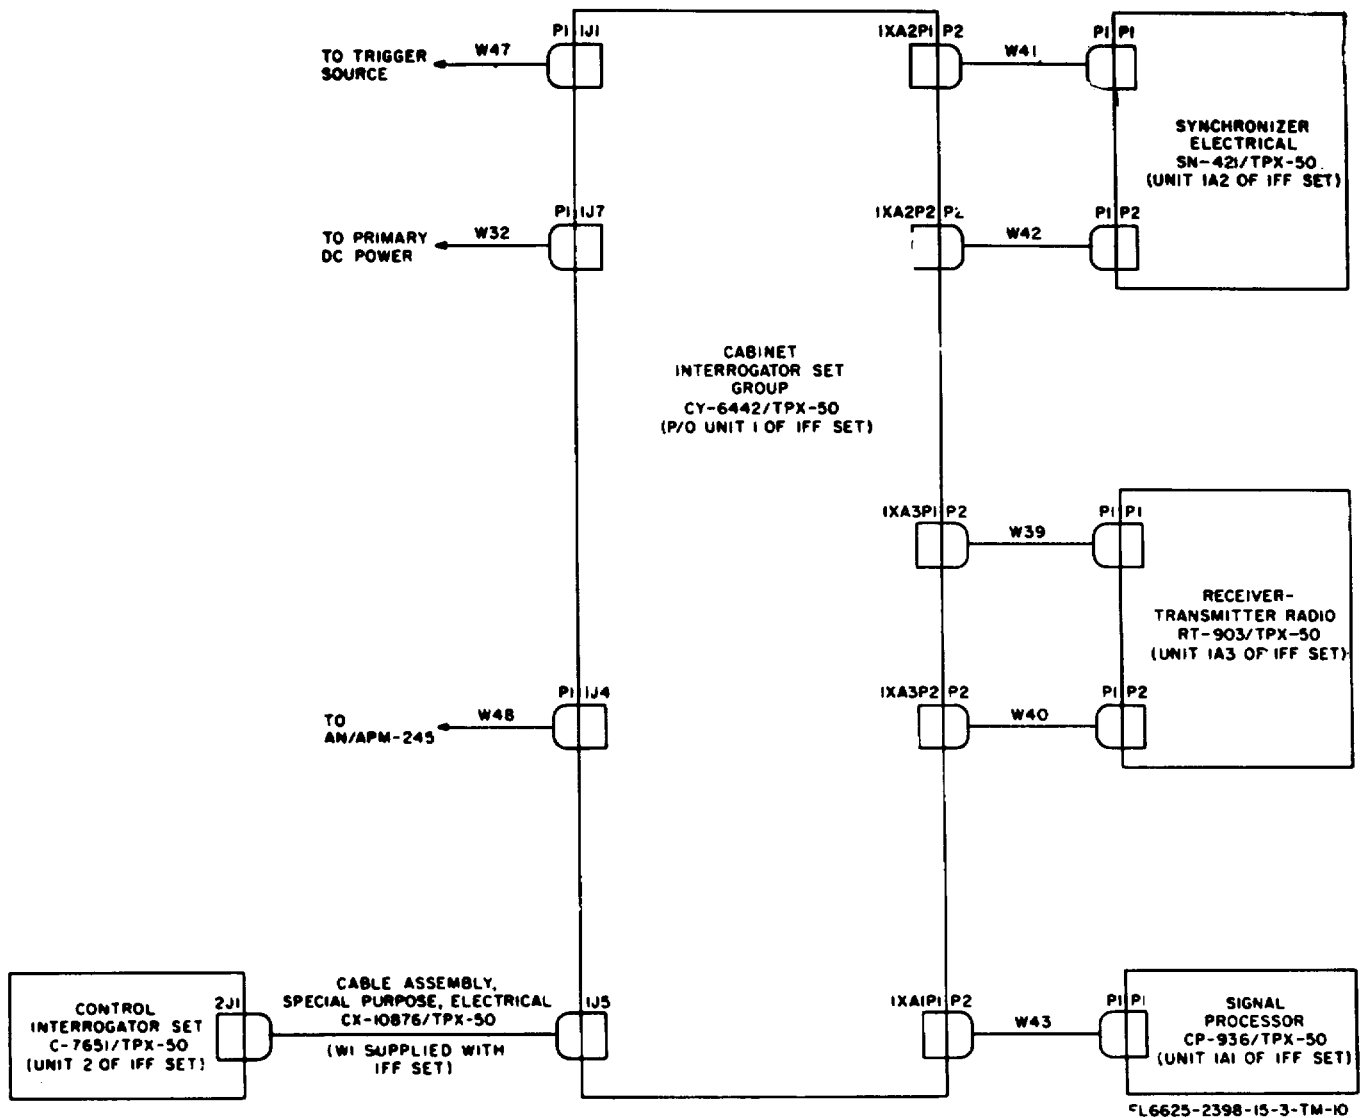 P1 1J1
W47
TO TRIGGER
SOURCE
1XA2P1 P2
W41
P1 P1
SYNCHRONIZER
ELECTRICAL
SN-421/TPX-50
(UNIT 1A2 OF IFF SET)
P1 1J7
W32
TO PRIMARY
DC POWER
1XA2P2 P2
W42
P1 P2
CABINET
INTERROGATOR SET
GROUP
CY-6442/TPX-50
(P/O UNIT 1 OF IFF SET)
1XA3P1 P2
W39
P1 P1
RECEIVER-
TRANSMITTER RADIO
RT-903/TPX-50
(UNIT 1A3 OF IFF SET)
P1 1J4
W48
TO
AN/APM-245
1XA3P2 P2
W40
P1 P2
CONTROL
INTERROGATOR SET
C-7651/TPX-50
(UNIT 2 OF IFF SET)
2J1
CABLE ASSEMBLY,
SPECIAL PURPOSE, ELECTRICAL
CX-10876/TPX-50
(W1 SUPPLIED WITH
IFF SET)
1J5
1XA1P1 P2
W43
P1 P1
SIGNAL
PROCESSOR
CP-936/TPX-50
(UNIT 1A1 OF IFF SET)
EL6625-2398-15-3-TM-10